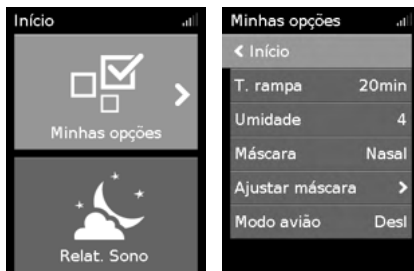 Início
Minhas opções
Relat. Sono
Minhas opções
< Início
T. rampa 20min
Umidade 4
Máscara Nasal
Ajustar máscara >
Modo avião Desl